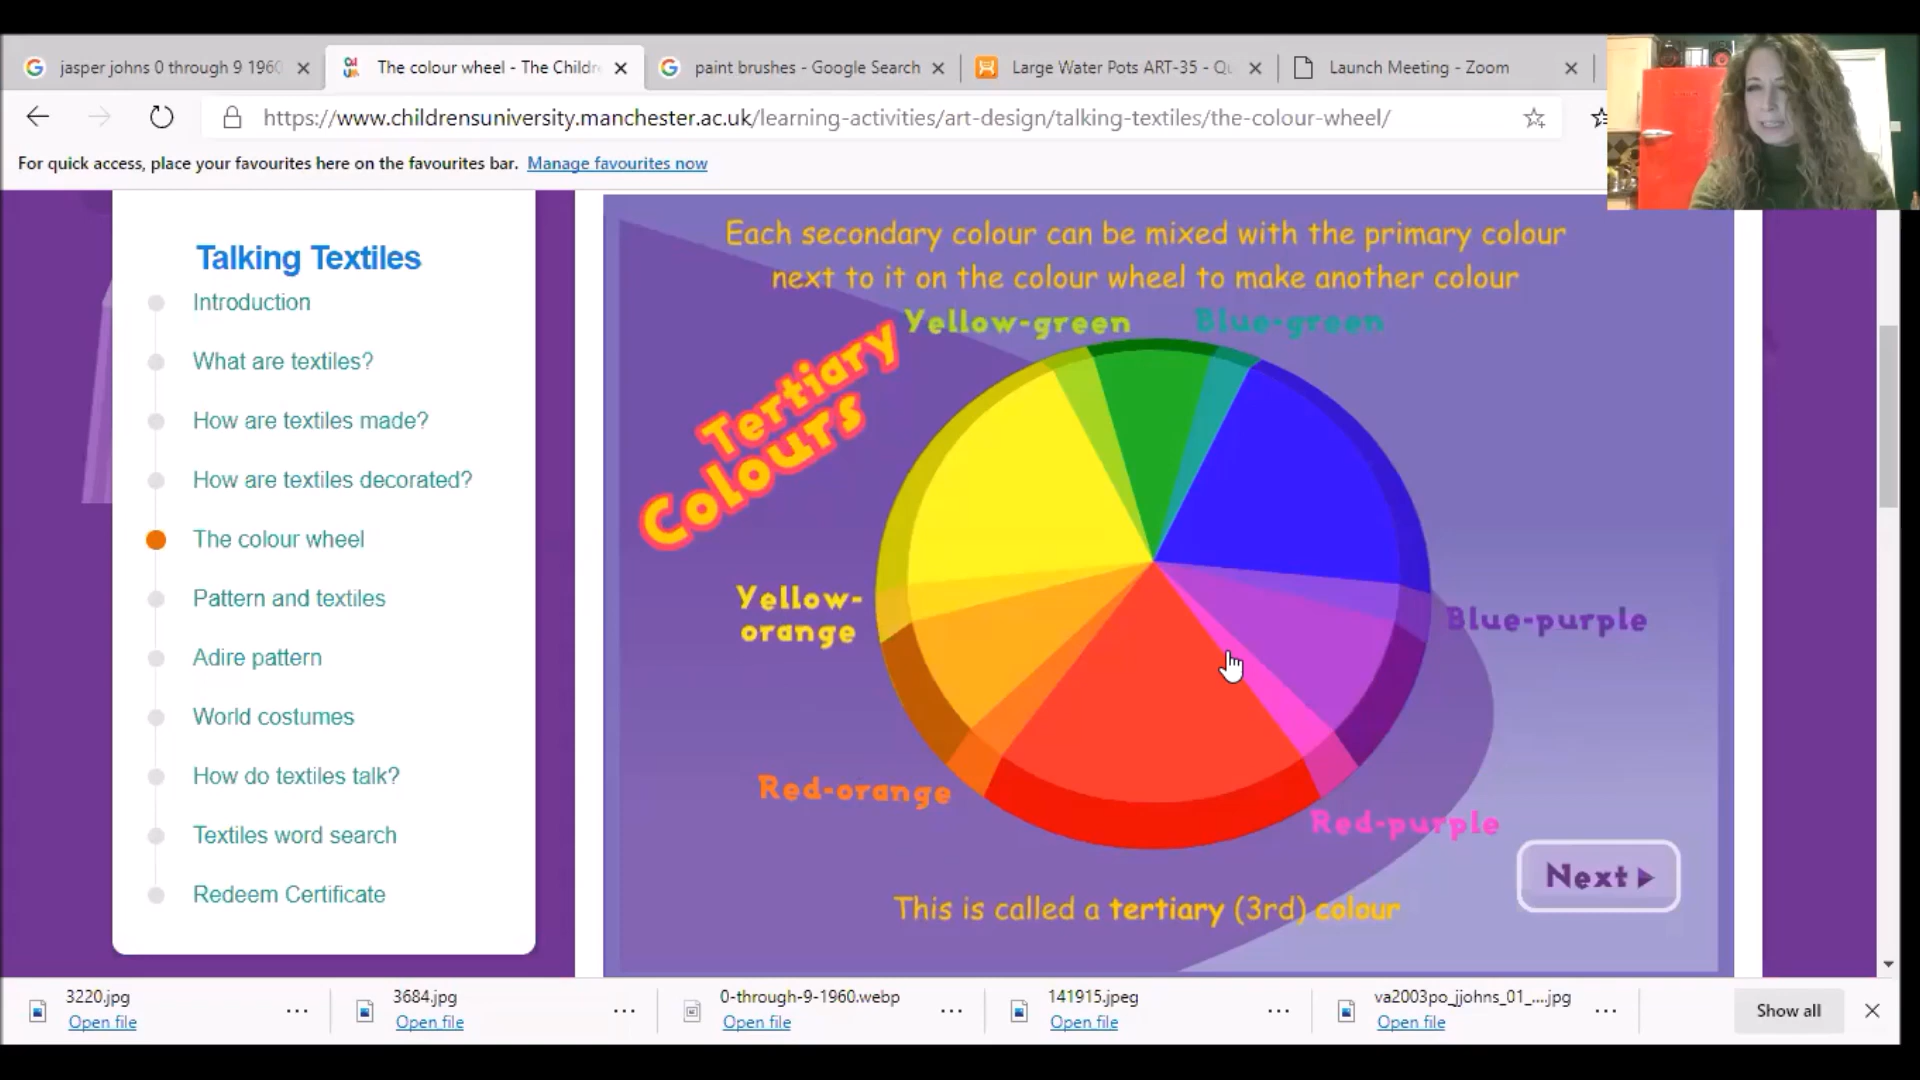 jasper johns 0 through 9 1960
The colour wheel - The Childr
paint brushes - Google Search
Large Water Pots ART-35 - Qu
Launch Meeting - Zoom
https://www.childrensuniversity.manchester.ac.uk/learning-activities/art-design/talking-textiles/the-colour-wheel/
For quick access, place your favourites here on the favourites bar. Manage favourites now
Talking Textiles
Introduction
What are textiles?
How are textiles made?
How are textiles decorated?
The colour wheel
Pattern and textiles
Adire pattern
World costumes
How do textiles talk?
Textiles word search
Redeem Certificate
Each secondary colour can be mixed with the primary colour
next to it on the colour wheel to make another colour
Tertiary
Colours
Yellow-green
Blue-green
Yellow-
orange
Blue-purple
Red-orange
Red-purple
Next
This is called a tertiary (3rd) colour
3220.jpg
Open file
3684.jpg
Open file
0-through-9-1960.webp
Open file
141915.jpeg
Open file
va2003po_jjohns_01_....jpg
Open file
Show all